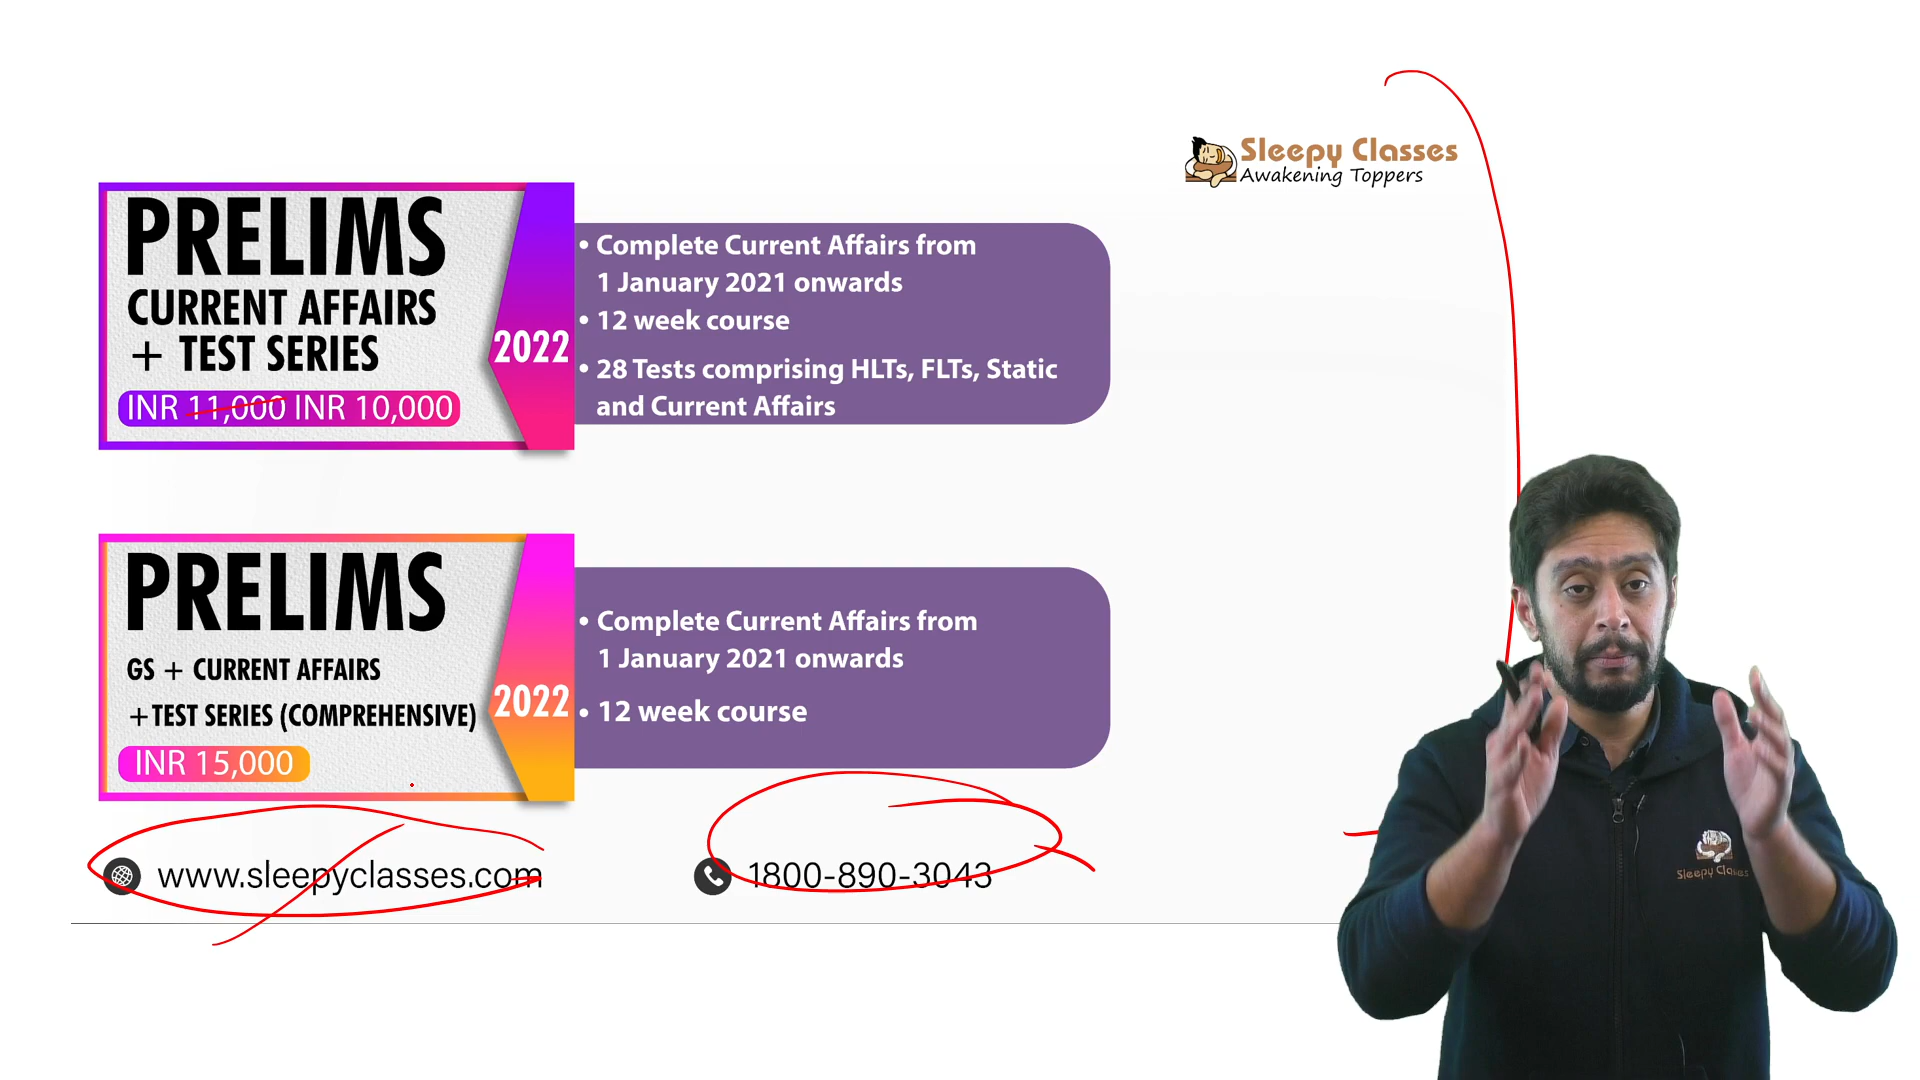 Sleepy Classes
Awakening Toppers
PRELIMS
CURRENT AFFAIRS
+ TEST SERIES
INR 11,000 INR 10,000
2022
• Complete Current Affairs from
1 January 2021 onwards
• 12 week course
• 28 Tests comprising HLTs, FLTs, Static
and Current Affairs
PRELIMS
GS + CURRENT AFFAIRS
+TEST SERIES (COMPREHENSIVE)
INR 15,000
2022
• Complete Current Affairs from
1 January 2021 onwards
• 12 week course
www.sleepyclasses.com
1800-890-3043
Sleepy Classes